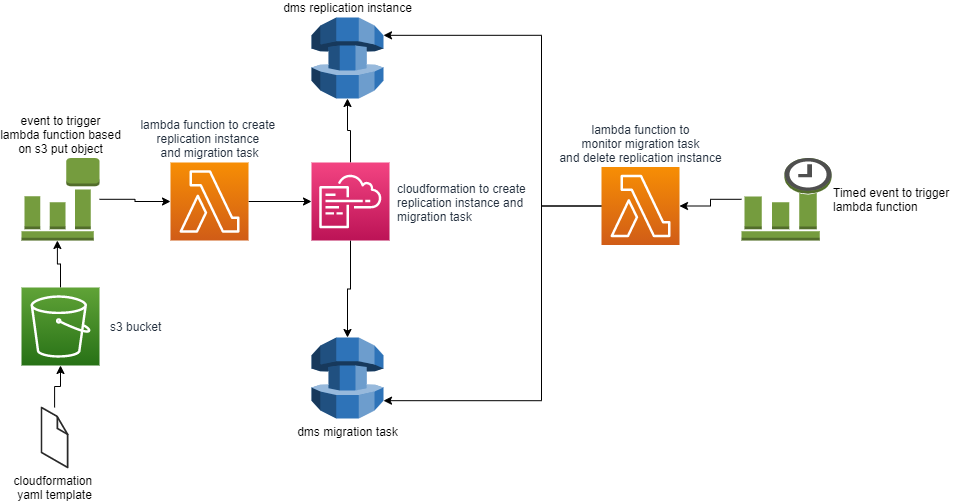 dms replication instance
event to trigger
lambda function based
on s3 put object
lambda function to create
replication instance
and migration task
cloudformation to create
replication instance and
migration task
lambda function to
monitor migration task
and delete replication instance
Timed event to trigger
lambda function
s3 bucket
dms migration task
cloudformation
yaml template